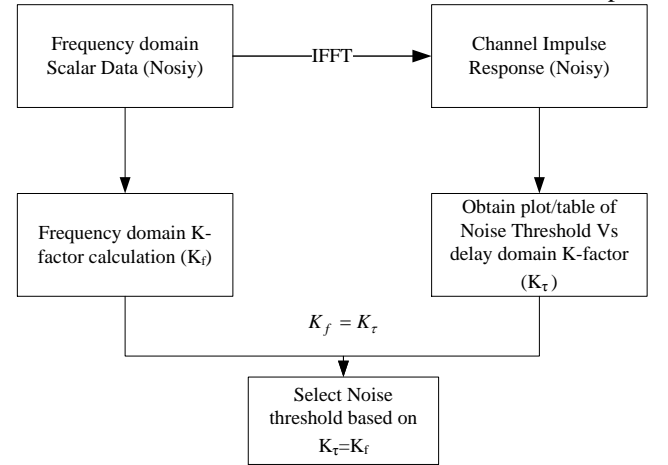 Frequency domain
Scalar Data (Nosiy)
IFFT
Channel Impulse
Response (Noisy)
Frequency domain K-
factor calculation (Kf)
Obtain plot/table of
Noise Threshold Vs
delay domain K-factor
(Kτ)
Kf = Kτ
Select Noise
threshold based on
Kτ=Kf